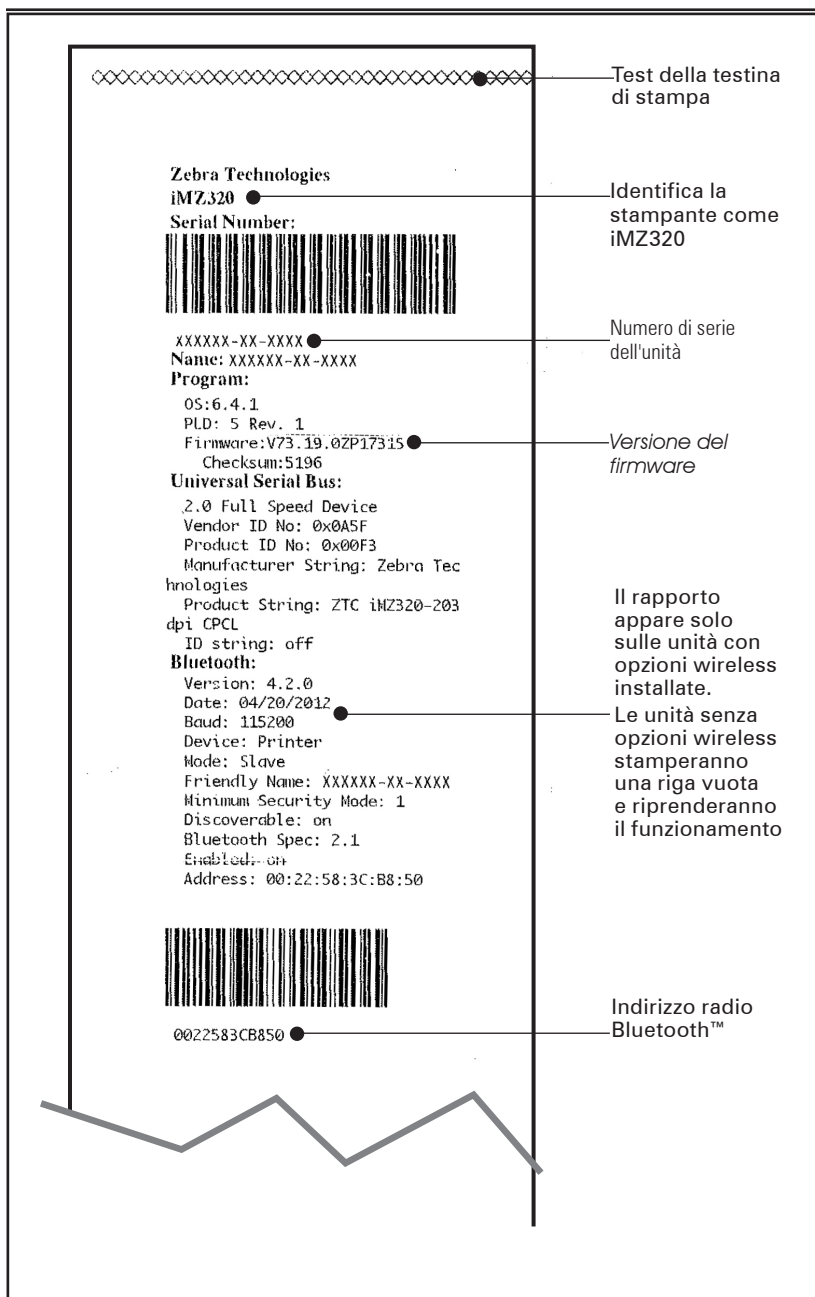 Test della testina
di stampa
Zebra Technologies
iMZ320
Identifica la
stampante come
iMZ320
Serial Number:
XXXXXX-XX-XXXX
Numero di serie
dell'unità
Name: XXXXXX-XX-XXXX
Program:
OS:6.4.1
PLD: 5 Rev. 1
Firmware:V73.19.0ZP17315
Versione del
firmware
Checksum:5196
Universal Serial Bus:
2.0 Full Speed Device
Vendor ID No: 0x0A5F
Product ID No: 0x00F3
Manufacturer String: Zebra Tec
hnologies
Product String: ZTC iMZ320-203
dpi CPCL
ID string: off
Bluetooth:
Version: 4.2.0
Date: 04/20/2012
Baud: 115200
Device: Printer
Mode: Slave
Friendly Name: XXXXXX-XX-XXXX
Minimum Security Mode: 1
Discoverable: on
Bluetooth Spec: 2.1
Enabled: on
Address: 00:22:58:3C:B8:50
Il rapporto
appare solo
sulle unità con
opzioni wireless
installate.
Le unità senza
opzioni wireless
stamperanno
una riga vuota
e riprenderanno
il funzionamento
0022583CB850
Indirizzo radio
Bluetooth™